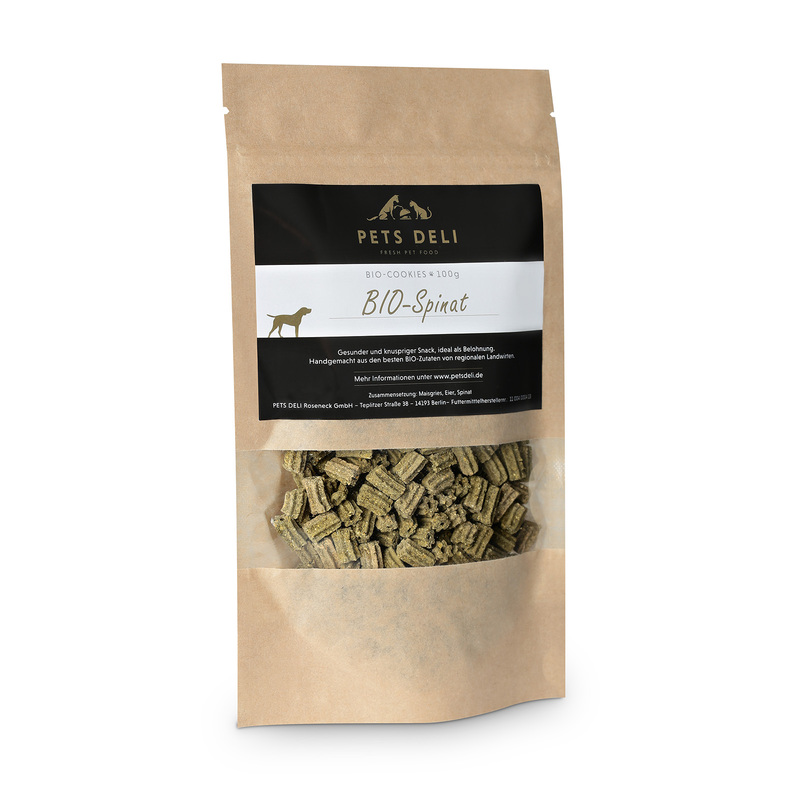 PETS DELI
FRESH PET FOOD
BIO-COOKIES 100g
BIO-Spinat
Gesunder und knuspriger Snack, ideal als Belohnung.
Handgemacht aus den besten BIO-Zutaten von regionalen Landwirten.
Mehr Informationen unter www.petsdeli.de
Zusammensetzung: Maisgries, Eier, Spinat
PETS DELI Roseneck GmbH – Teplitzer Straße 38 – 14193 Berlin– Futtermittelherstellernr.